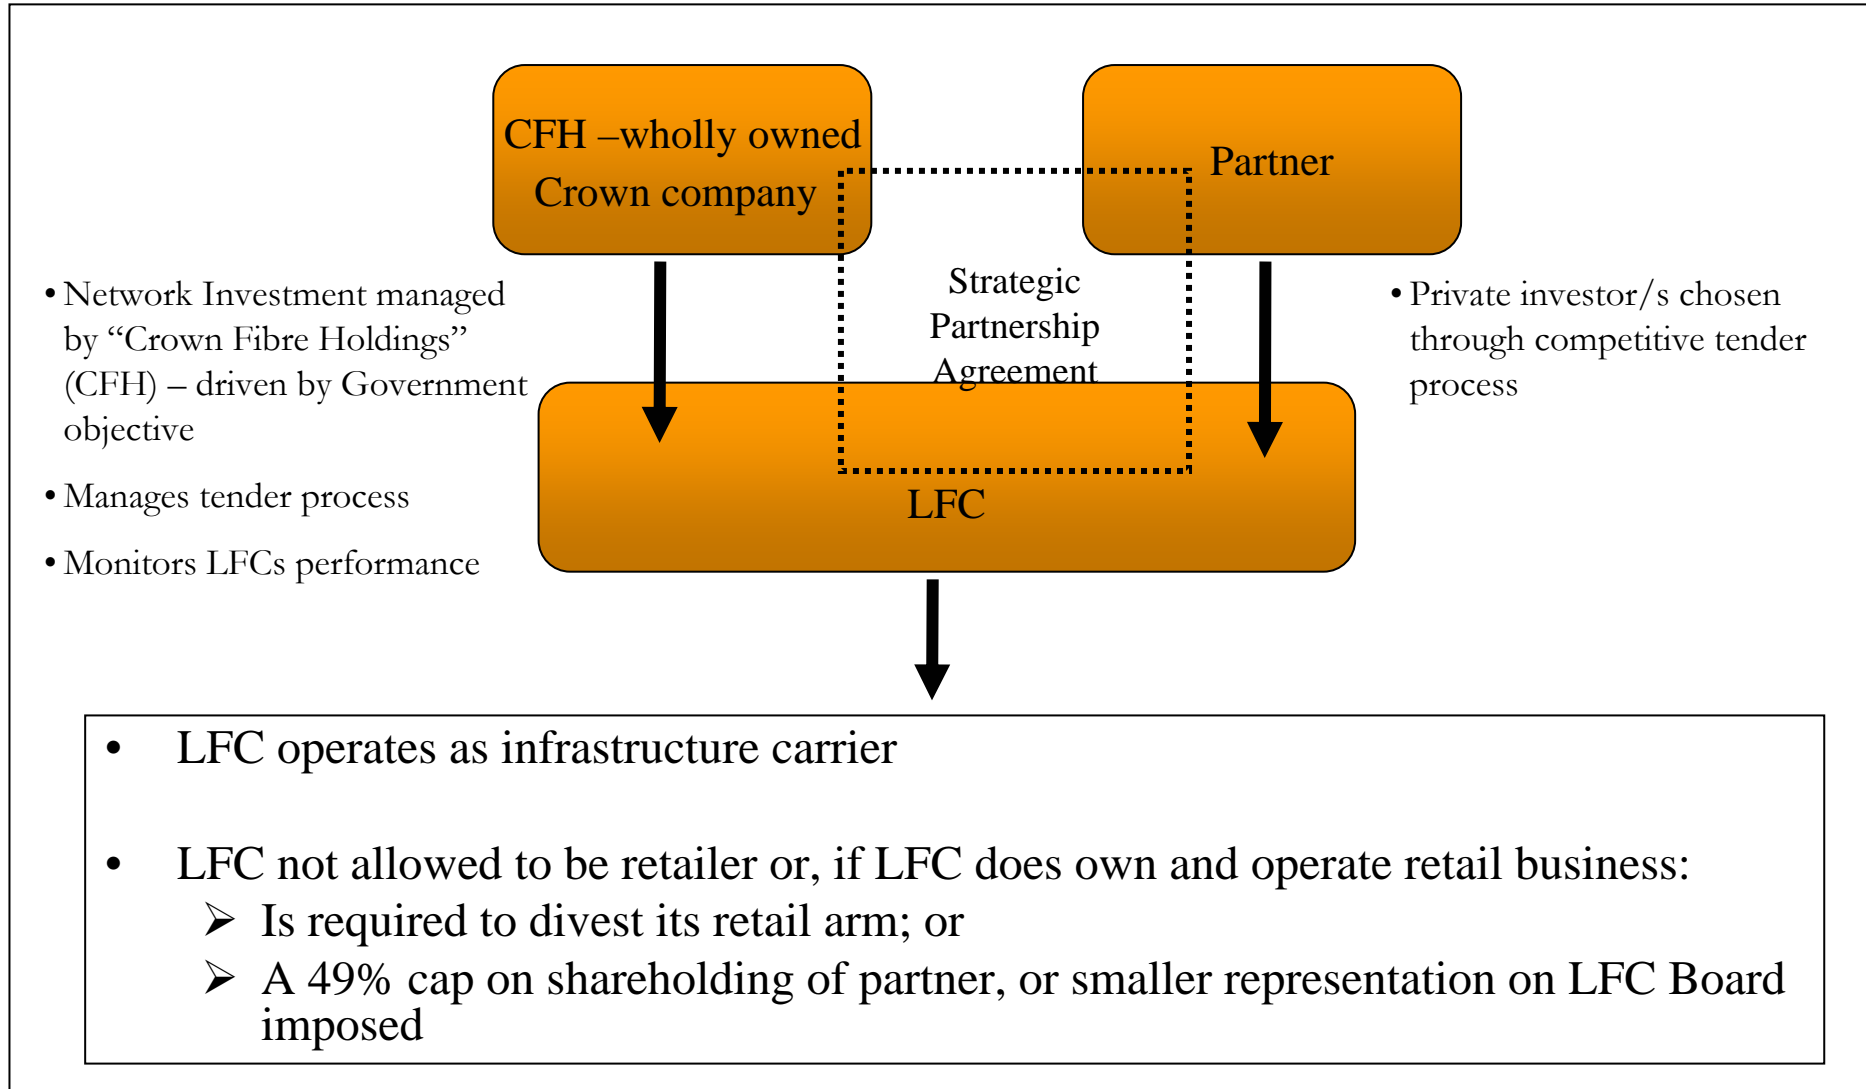 CFH –wholly owned
Crown company
Partner
Strategic
Partnership
Agreement
• Network Investment managed
by “Crown Fibre Holdings”
(CFH) – driven by Government
objective
• Manages tender process
• Monitors LFCs performance
• Private investor/s chosen
through competitive tender
process
LFC
• LFC operates as infrastructure carrier
• LFC not allowed to be retailer or, if LFC does own and operate retail business:
➢ Is required to divest its retail arm; or
➢ A 49% cap on shareholding of partner, or smaller representation on LFC Board
imposed